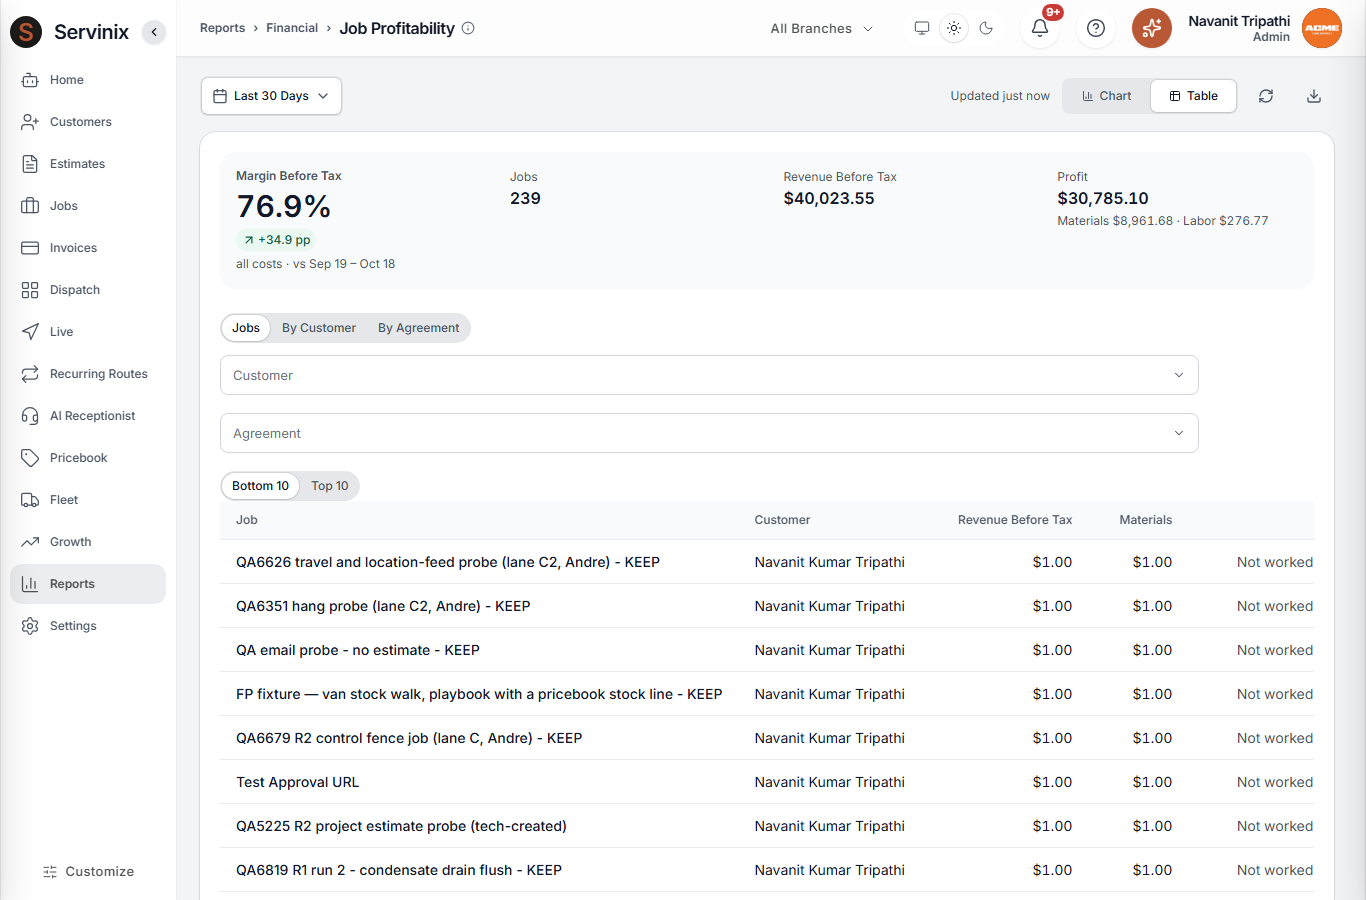 S
Servinix
Home
Customers
Estimates
Jobs
Invoices
Dispatch
Live
Recurring Routes
AI Receptionist
Pricebook
Fleet
Growth
Reports
Settings
Customize
Reports › Financial › Job Profitability
All Branches
9+
Navanit Tripathi
Admin
ACME
Last 30 Days
Updated just now
Chart
Table
Margin Before Tax
76.9%
+34.9 pp
all costs · vs Sep 19 – Oct 18
Jobs
239
Revenue Before Tax
$40,023.55
Profit
$30,785.10
Materials $8,961.68 · Labor $276.77
Jobs By Customer By Agreement
Customer
Agreement
Bottom 10 Top 10
Job Customer Revenue Before Tax Materials
QA6626 travel and location-feed probe (lane C2, Andre) - KEEP Navanit Kumar Tripathi $1.00 $1.00 Not worked
QA6351 hang probe (lane C2, Andre) - KEEP Navanit Kumar Tripathi $1.00 $1.00 Not worked
QA email probe - no estimate - KEEP Navanit Kumar Tripathi $1.00 $1.00 Not worked
FP fixture — van stock walk, playbook with a pricebook stock line - KEEP Navanit Kumar Tripathi $1.00 $1.00 Not worked
QA6679 R2 control fence job (lane C, Andre) - KEEP Navanit Kumar Tripathi $1.00 $1.00 Not worked
Test Approval URL Navanit Kumar Tripathi $1.00 $1.00 Not worked
QA5225 R2 project estimate probe (tech-created) Navanit Kumar Tripathi $1.00 $1.00 Not worked
QA6819 R1 run 2 - condensate drain flush - KEEP Navanit Kumar Tripathi $1.00 $1.00 Not worked